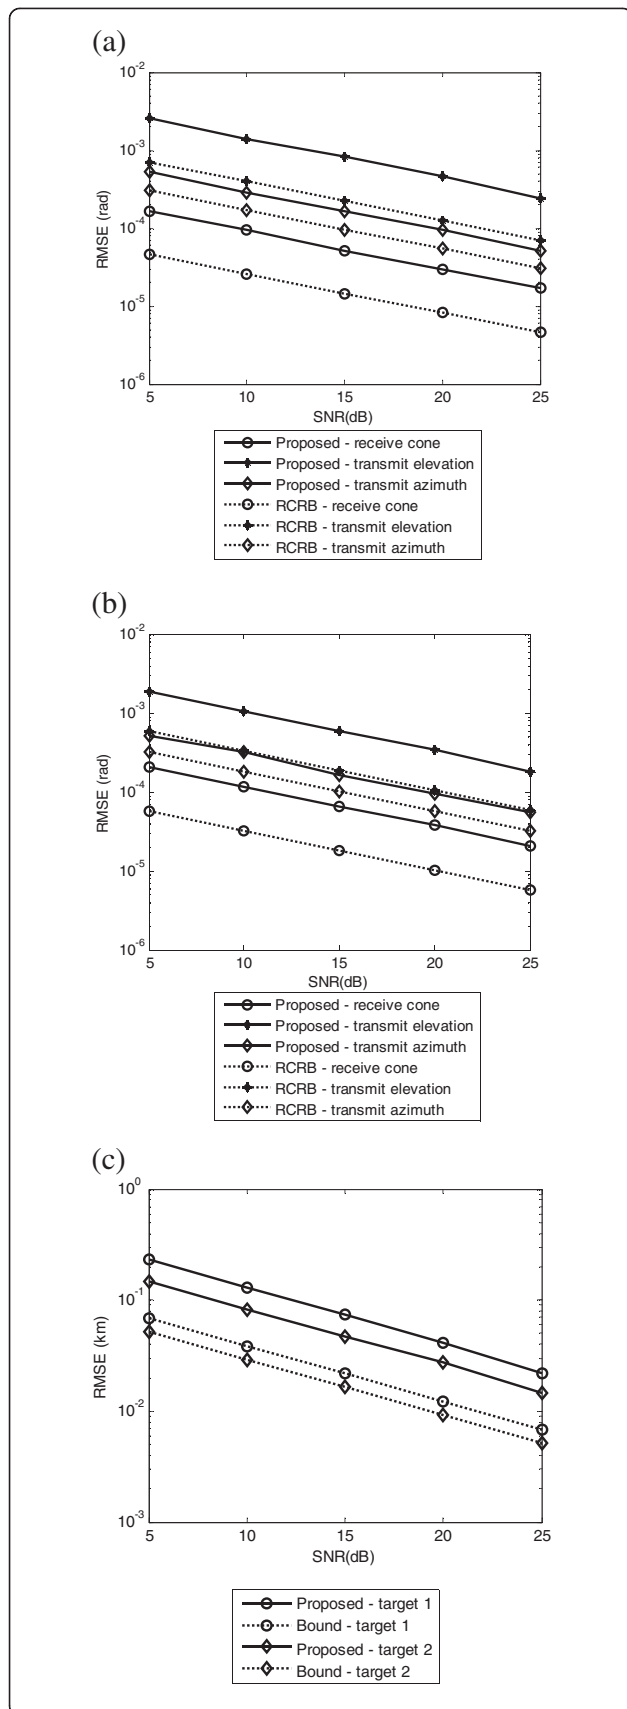 (a)
10^-2
10^-3
10^-4
10^-5
10^-6
RMSE (rad)
5 10 15 20 25
SNR(dB)
Proposed - receive cone
Proposed - transmit elevation
Proposed - transmit azimuth
RCRB - receive cone
RCRB - transmit elevation
RCRB - transmit azimuth
(b)
10^-2
10^-3
10^-4
10^-5
10^-6
RMSE (rad)
5 10 15 20 25
SNR(dB)
Proposed - receive cone
Proposed - transmit elevation
Proposed - transmit azimuth
RCRB - receive cone
RCRB - transmit elevation
RCRB - transmit azimuth
(c)
10^0
10^-1
10^-2
10^-3
RMSE (km)
5 10 15 20 25
SNR(dB)
Proposed - target 1
Bound - target 1
Proposed - target 2
Bound - target 2